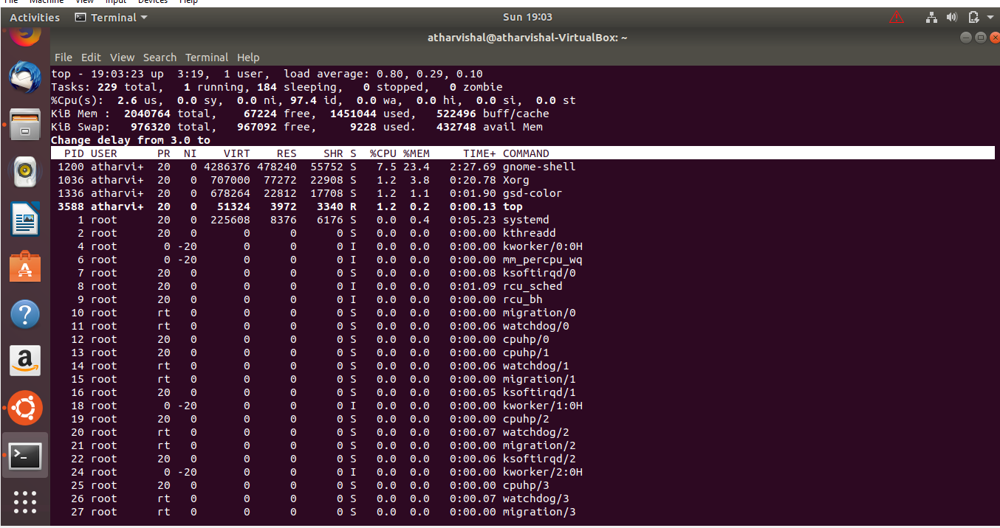 File Machine View Input Devices Help
Activities Terminal Sun 19:03
atharvishal@atharvishal-VirtualBox: ~
File Edit View Search Terminal Help
top - 19:03:23 up  3:19,  1 user,  load average: 0.80, 0.29, 0.10
Tasks: 229 total,   1 running, 184 sleeping,   0 stopped,   0 zombie
%Cpu(s):  2.6 us,  0.0 sy,  0.0 ni, 97.4 id,  0.0 wa,  0.0 hi,  0.0 si,  0.0 st
KiB Mem :  2040764 total,    67224 free,  1451044 used,   522496 buff/cache
KiB Swap:   976320 total,   967092 free,     9228 used.   432748 avail Mem
Change delay from 3.0 to
  PID USER      PR  NI    VIRT    RES    SHR S  %CPU %MEM     TIME+ COMMAND
 1200 atharvi+  20   0 4286376 478240  55752 S   7.5 23.4   2:27.69 gnome-shell
 1036 atharvi+  20   0  707000  77272  22908 S   1.2  3.8   0:20.78 Xorg
 1336 atharvi+  20   0  678264  22812  17708 S   1.2  1.1   0:01.90 gsd-color
 3588 atharvi+  20   0   51324   3972   3340 R   1.2  0.2   0:00.13 top
    1 root      20   0  225608   8376   6176 S   0.0  0.4   0:05.23 systemd
    2 root      20   0       0      0      0 S   0.0  0.0   0:00.00 kthreadd
    4 root       0 -20       0      0      0 I   0.0  0.0   0:00.00 kworker/0:0H
    6 root       0 -20       0      0      0 I   0.0  0.0   0:00.00 mm_percpu_wq
    7 root      20   0       0      0      0 S   0.0  0.0   0:00.08 ksoftirqd/0
    8 root      20   0       0      0      0 I   0.0  0.0   0:01.09 rcu_sched
    9 root      20   0       0      0      0 I   0.0  0.0   0:00.00 rcu_bh
   10 root      rt   0       0      0      0 S   0.0  0.0   0:00.00 migration/0
   11 root      rt   0       0      0      0 S   0.0  0.0   0:00.06 watchdog/0
   12 root      20   0       0      0      0 S   0.0  0.0   0:00.00 cpuhp/0
   13 root      20   0       0      0      0 S   0.0  0.0   0:00.00 cpuhp/1
   14 root      rt   0       0      0      0 S   0.0  0.0   0:00.06 watchdog/1
   15 root      rt   0       0      0      0 S   0.0  0.0   0:00.00 migration/1
   16 root      20   0       0      0      0 S   0.0  0.0   0:00.05 ksoftirqd/1
   18 root       0 -20       0      0      0 I   0.0  0.0   0:00.00 kworker/1:0H
   19 root      20   0       0      0      0 S   0.0  0.0   0:00.00 cpuhp/2
   20 root      rt   0       0      0      0 S   0.0  0.0   0:00.07 watchdog/2
   21 root      rt   0       0      0      0 S   0.0  0.0   0:00.00 migration/2
   22 root      20   0       0      0      0 S   0.0  0.0   0:00.06 ksoftirqd/2
   24 root       0 -20       0      0      0 I   0.0  0.0   0:00.00 kworker/2:0H
   25 root      20   0       0      0      0 S   0.0  0.0   0:00.00 cpuhp/3
   26 root      rt   0       0      0      0 S   0.0  0.0   0:00.07 watchdog/3
   27 root      rt   0       0      0      0 S   0.0  0.0   0:00.00 migration/3